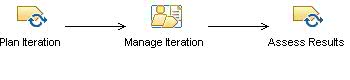 Plan Iteration
Manage Iteration
Assess Results